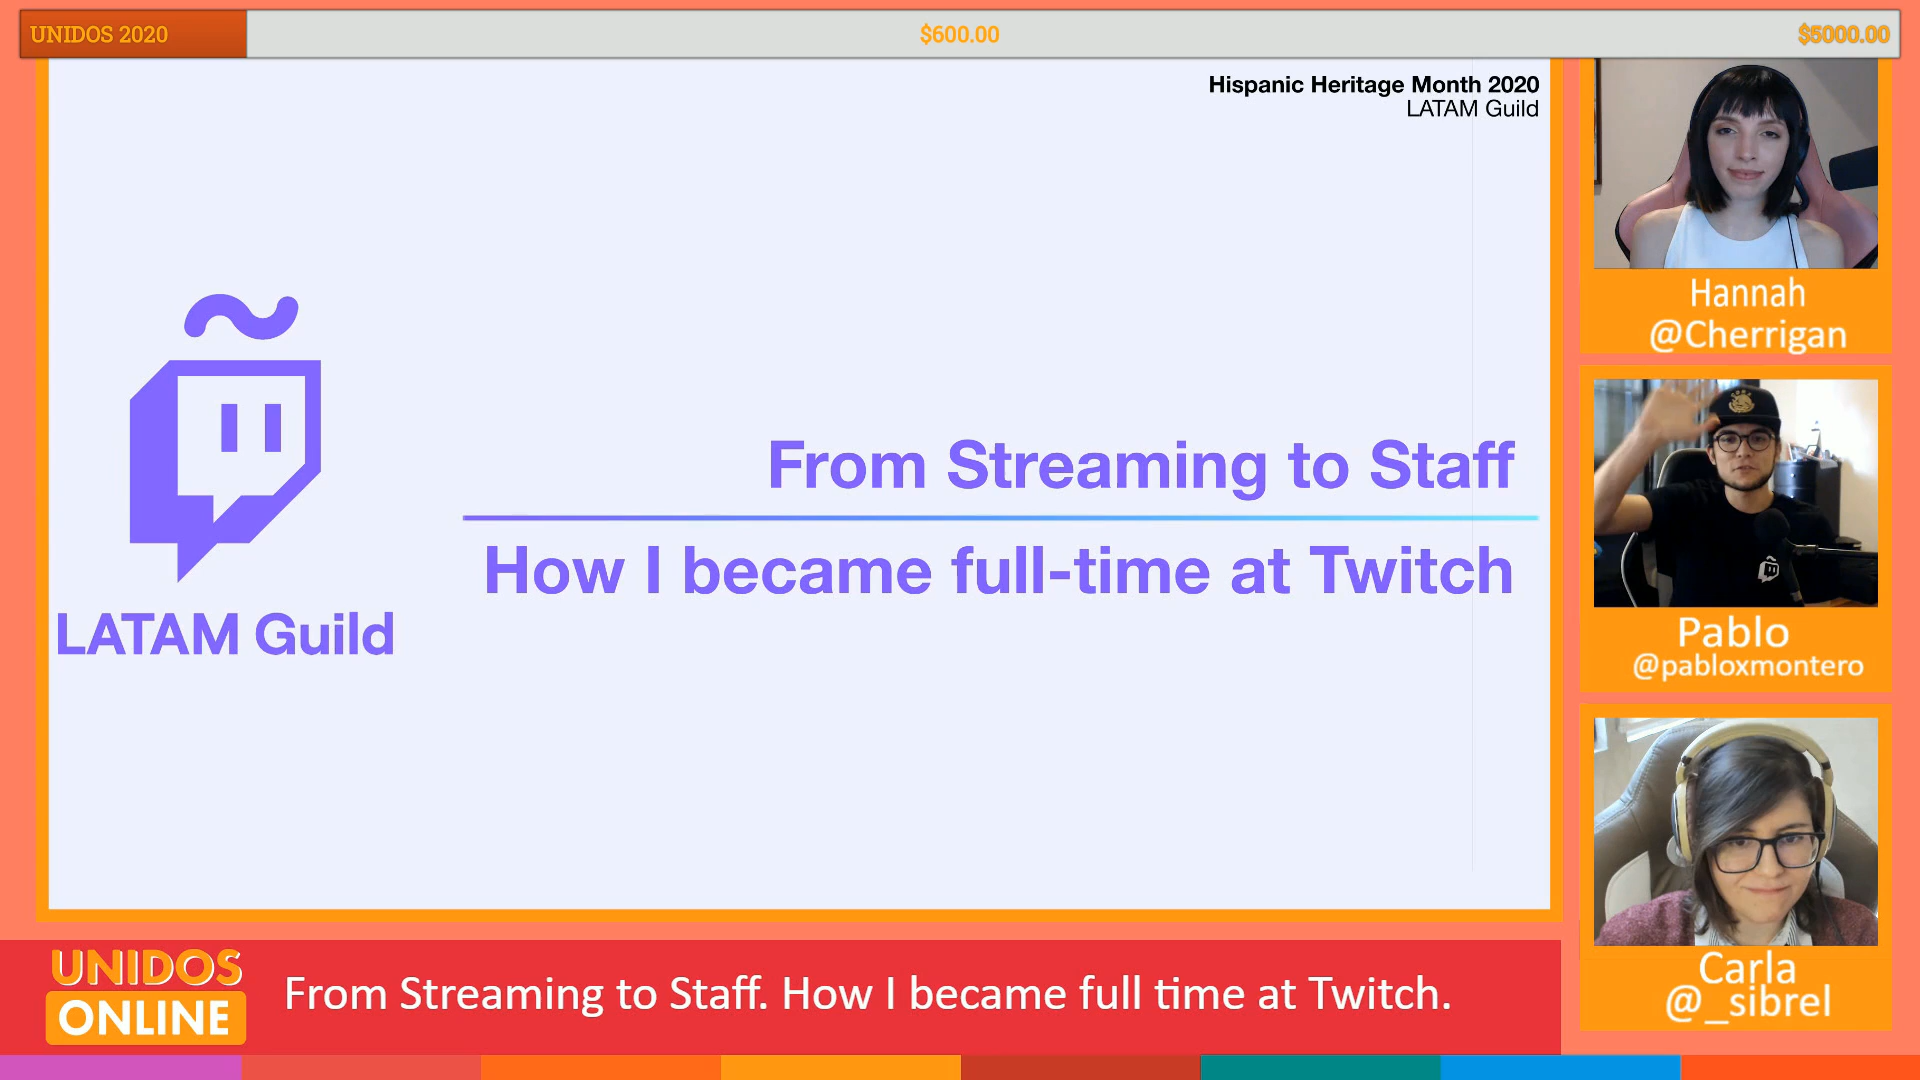 UNIDOS 2020
$600.00
$5000.00
Hispanic Heritage Month 2020
LATAM Guild
From Streaming to Staff
How I became full-time at Twitch
LATAM Guild
Hannah
@Cherrigan
Pablo
@pabloxmontero
Carla
@_sibrel
UNIDOS
ONLINE
From Streaming to Staff. How I became full time at Twitch.